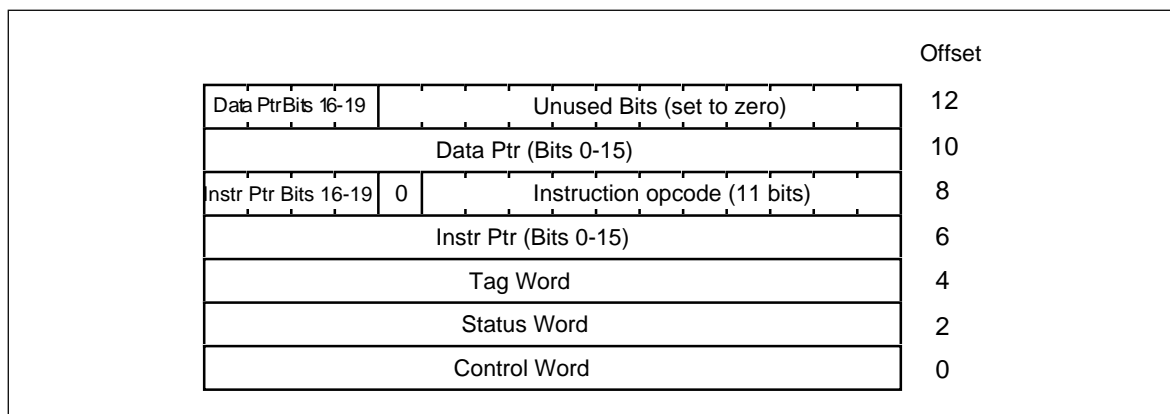 Offset
Data Ptr Bits 16-19 Unused Bits (set to zero) 12
Data Ptr (Bits 0-15) 10
Instr Ptr Bits 16-19 0 Instruction opcode (11 bits) 8
Instr Ptr (Bits 0-15) 6
Tag Word 4
Status Word 2
Control Word 0